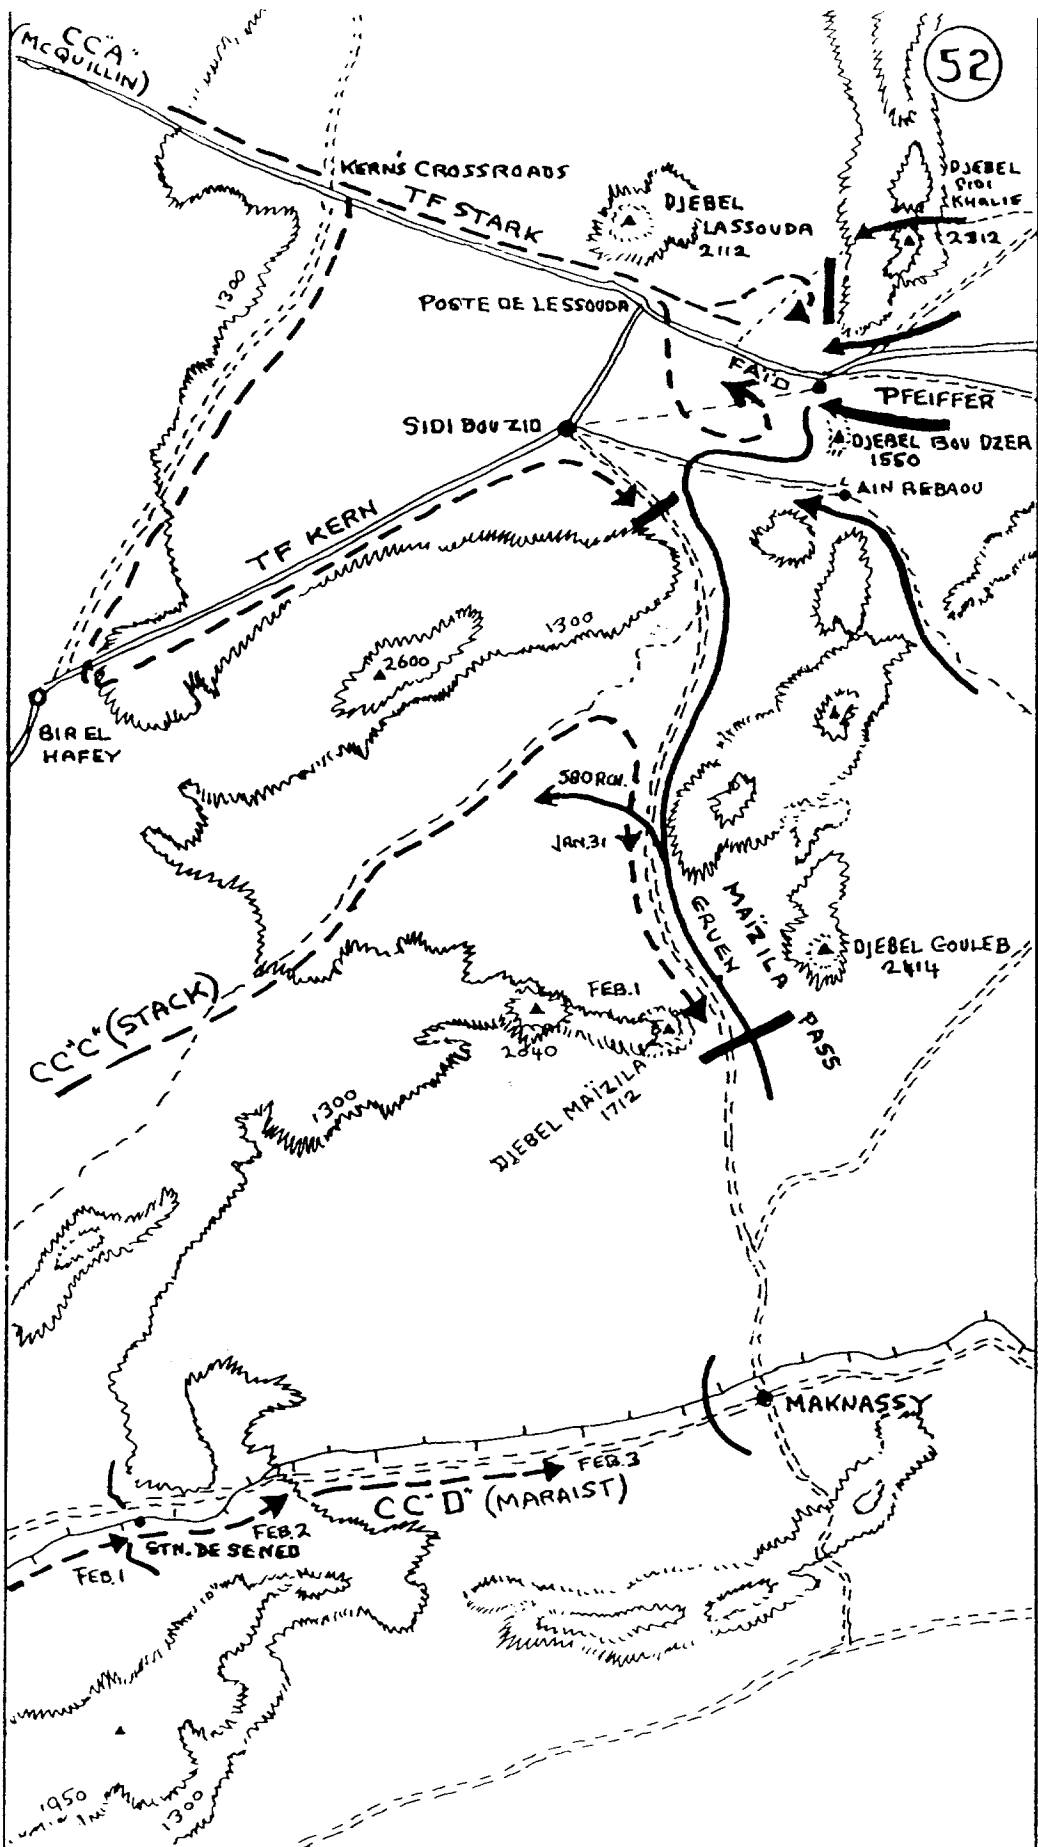 52
CC"A"
(McQUILLIN)
KERN'S CROSSROADS
TF STARK
DJEBEL
LASSOUDA
2112
DJEBEL
SIDI
KHALIF
2312
1300
POSTE DE LESSOUDA
FAÏD
PFEIFFER
SIDI BOU ZID
DJEBEL BOU DZER
1550
AIN REBAOU
TF KERN
1300
2600
BIR EL
HAFEY
580 RCN.
JAN.31
GRUEN
MAÏZILA
PASS
DJEBEL GOULEB
2414
CC"C" (STACK)
FEB.1
2040
DJEBEL MAÏZILA
1712
1300
MAKNASSY
FEB.3
CC"D" (MARAIST)
FEB.2
STN. DE SENED
FEB.1
1950
1300